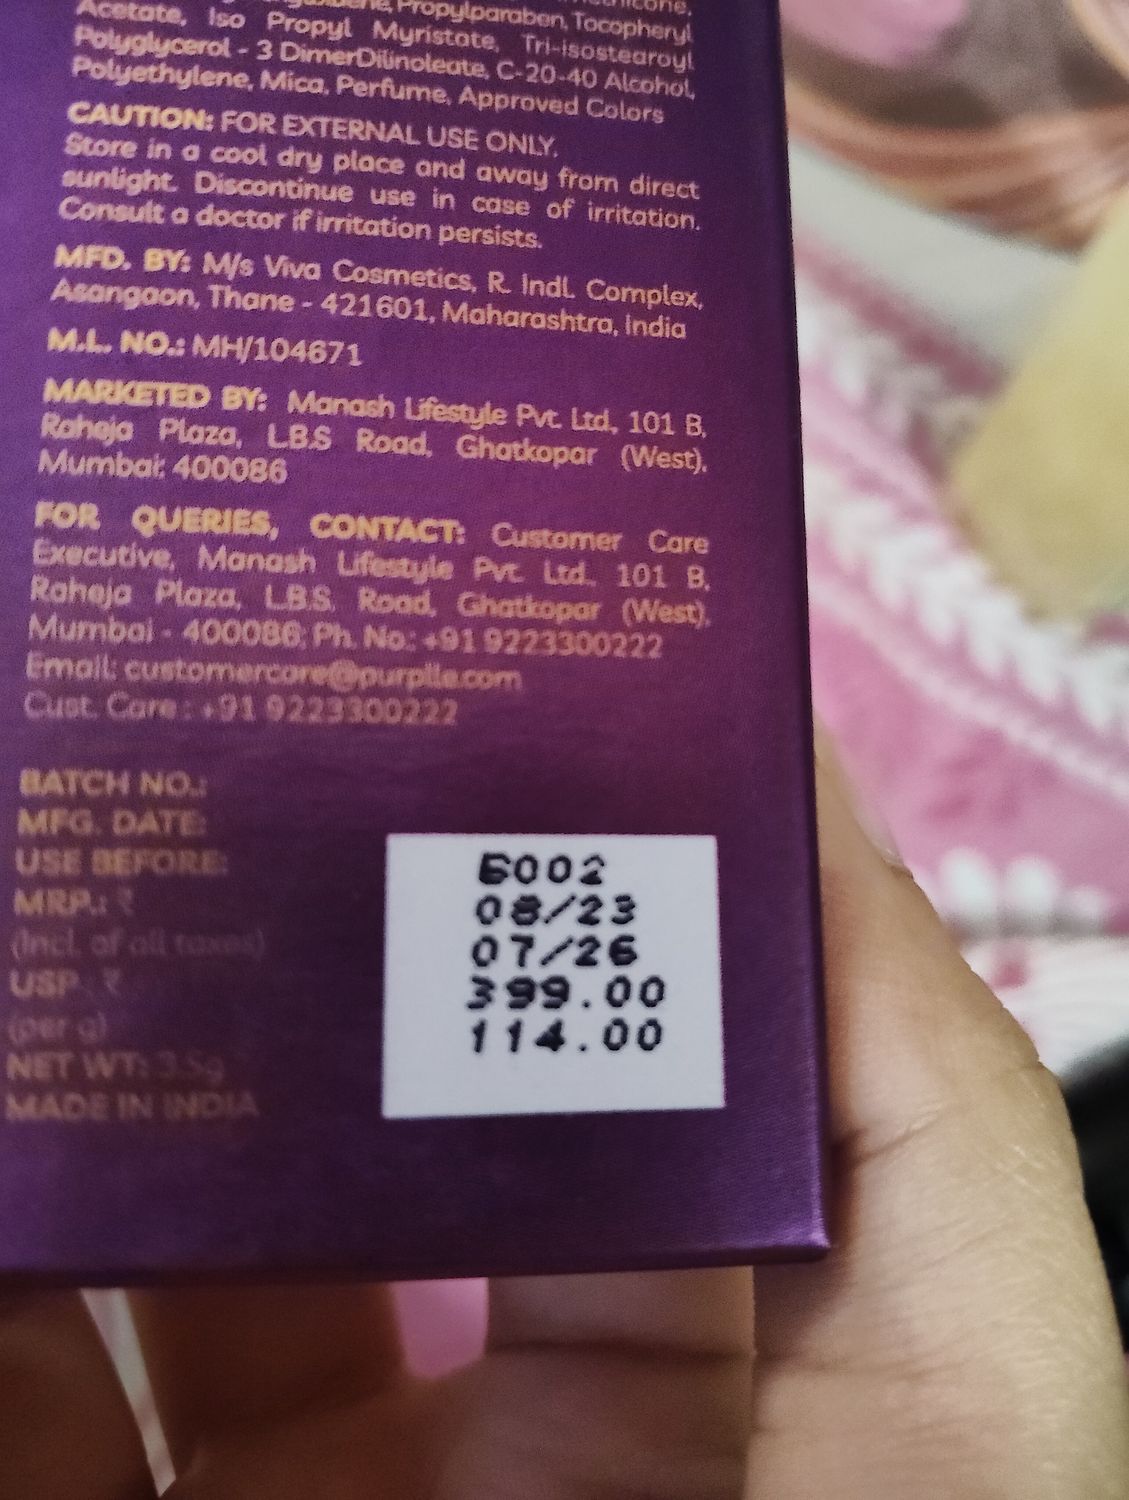 Propylparaben, Tocopheryl
Acetate, Iso Propyl Myristate, Tri-isostearoyl
Polyglycerol - 3 DimerDilinoleate, C-20-40 Alcohol,
Polyethylene, Mica, Perfume, Approved Colors
CAUTION: FOR EXTERNAL USE ONLY.
Store in a cool dry place and away from direct
sunlight. Discontinue use in case of irritation.
Consult a doctor if irritation persists.
MFD. BY: M/s Viva Cosmetics, R. Indl. Complex,
Asangaon, Thane - 421601, Maharashtra, India
M.L. NO.: MH/104671
MARKETED BY: Manash Lifestyle Pvt. Ltd., 101 B,
Raheja Plaza, L.B.S Road, Ghatkopar (West),
Mumbai: 400086
FOR QUERIES, CONTACT: Customer Care
Executive, Manash Lifestyle Pvt. Ltd., 101 B,
Raheja Plaza, L.B.S. Road, Ghatkopar (West),
Mumbai - 400086; Ph. No.: +91 9223300222
Email: customercare@purplle.com
Cust. Care : +91 9223300222
BATCH NO.:
MFG. DATE:
USE BEFORE:
MRP.: ₹
(Incl. of all taxes)
USP : ₹
(per g)
NET WT: 3.5g
MADE IN INDIA
002
08/23
07/26
399.00
114.00